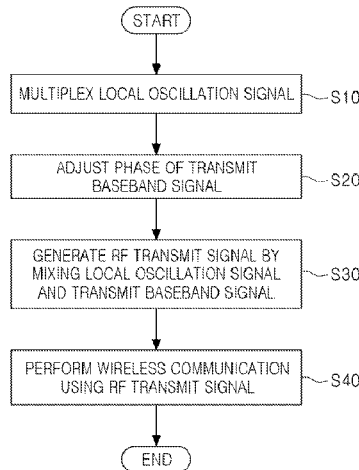 START
MULTIPLEX LOCAL OSCILLATION SIGNAL
S10
ADJUST PHASE OF TRANSMIT
BASEBAND SIGNAL
S20
GENERATE RF TRANSMIT SIGNAL BY
MIXING LOCAL OSCILLATION SIGNAL
AND TRANSMIT BASEBAND SIGNAL
S30
PERFORM WIRELESS COMMUNICATION
USING RF TRANSMIT SIGNAL
S40
END